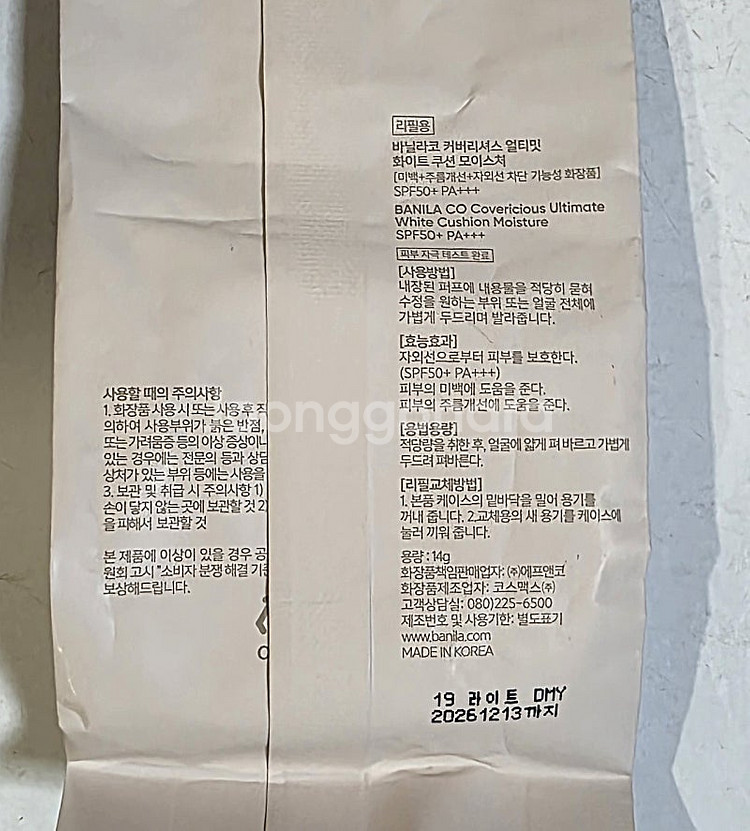 리필용
바닐라코 커버리셔스 얼티밋
화이트 쿠션 모이스처
[미백+주름개선+자외선 차단 기능성 화장품]
SPF50+ PA+++
BANILA CO Covericious Ultimate
White Cushion Moisture
SPF50+ PA+++
피부 자극 테스트 완료
[사용방법]
내장된 퍼프에 내용물을 적당히 묻혀
수정을 원하는 부위 또는 얼굴 전체에
가볍게 두드리며 발라줍니다.
[효능효과]
자외선으로부터 피부를 보호한다.
(SPF50+ PA+++)
피부의 미백에 도움을 준다.
피부의 주름개선에 도움을 준다.
[용법용량]
적당량을 취한 후, 얼굴에 얇게 펴 바르고 가볍게
두드려 펴바른다.
[리필교체방법]
1. 본품 케이스의 밑바닥을 밀어 용기를
꺼내 줍니다. 2.교체용의 새 용기를 케이스에
눌러 끼워 줍니다.
용량 : 14g
화장품책임판매업자: ㈜에프앤코
화장품제조업자: 코스맥스㈜
고객상담실: 080)225-6500
제조번호 및 사용기한: 별도표기
www.banila.com
MADE IN KOREA
19 라이트 DMY
20261213까지
사용할 때의 주의사항
1. 화장품 사용 시 또는 사용 후
의하여 사용부위가 붉은 반점,
또는 가려움증 등의 이상 증상이나
있는 경우에는 전문의 등과 상담
상처가 있는 부위 등에는 사용을
3. 보관 및 취급 시 주의사항 1)
손이 닿지 않는 곳에 보관할 것 2)
을 피해서 보관할 것
본 제품에 이상이 있을 경우 공
원회 고시 "소비자 분쟁 해결 기준
보상해드립니다.